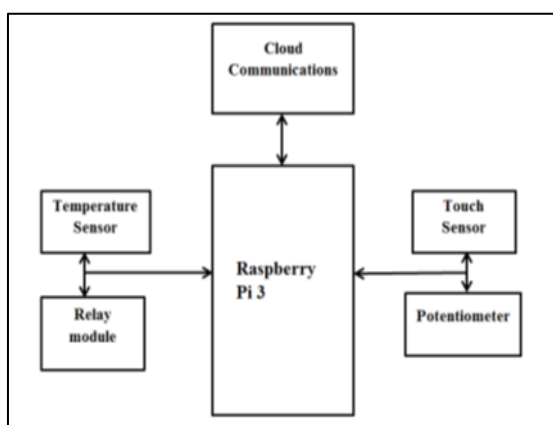 Cloud
Communications
Temperature
Sensor
Touch
Sensor
Raspberry
Pi 3
Relay
module
Potentiometer